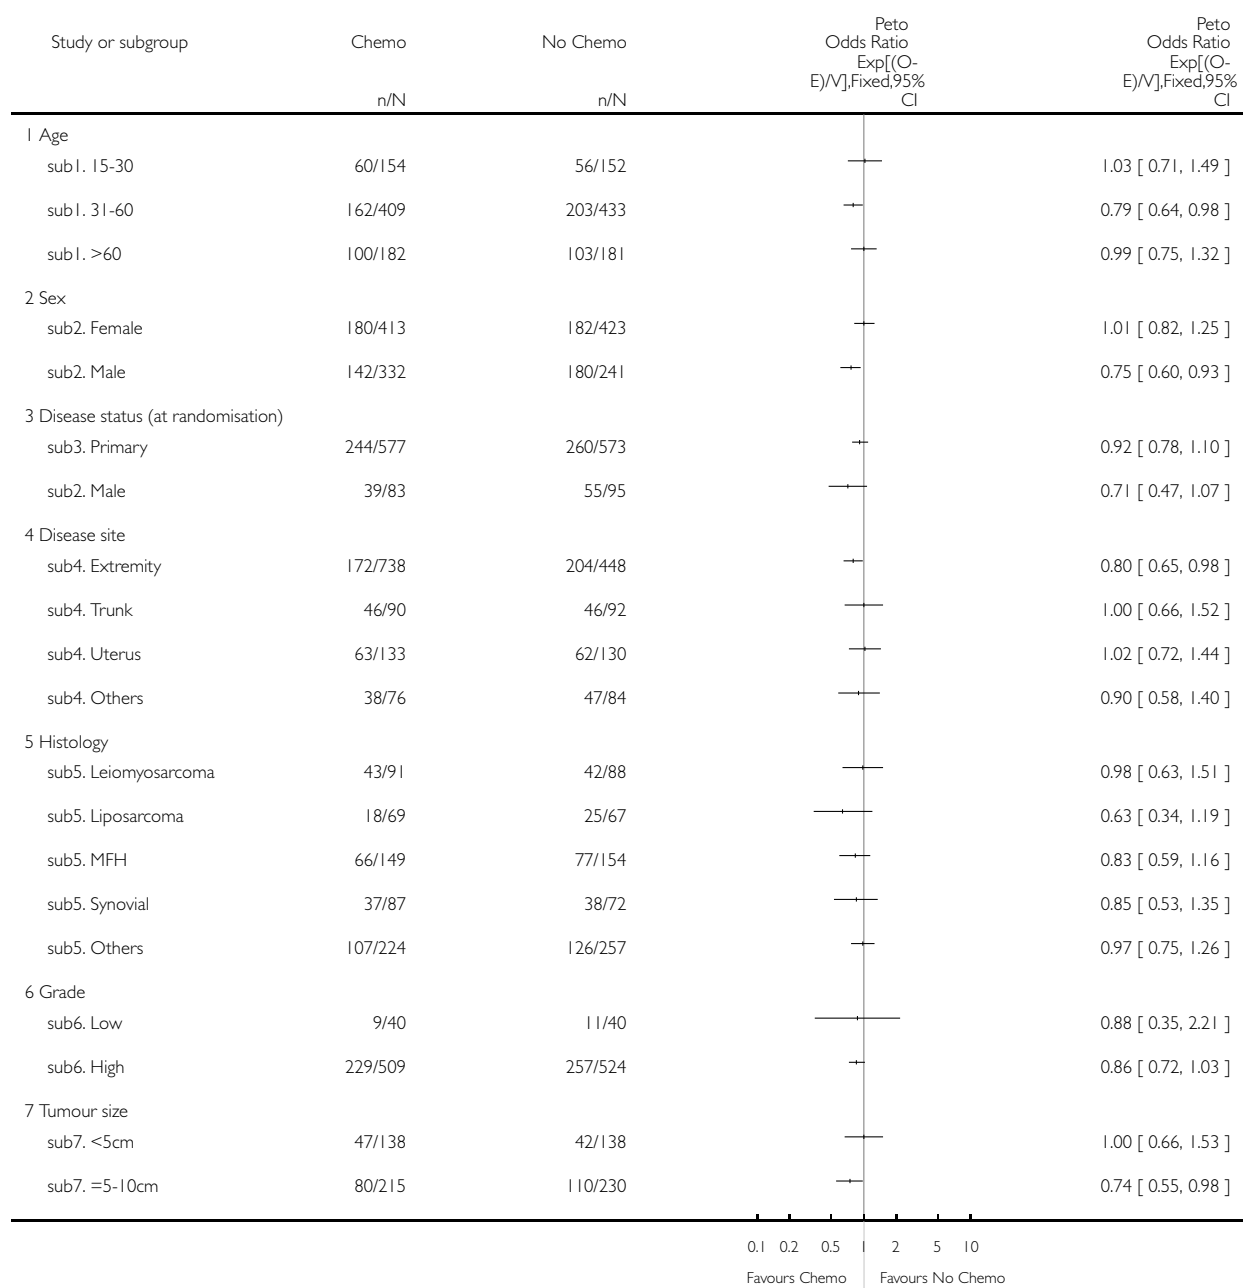 Study or subgroup Chemo No Chemo Peto Odds Ratio Exp[(O-E)/V],Fixed,95% CI Peto Odds Ratio Exp[(O-E)/V],Fixed,95% CI
n/N n/N
1 Age
sub1. 15-30 60/154 56/152 1.03 [ 0.71, 1.49 ]
sub1. 31-60 162/409 203/433 0.79 [ 0.64, 0.98 ]
sub1. >60 100/182 103/181 0.99 [ 0.75, 1.32 ]
2 Sex
sub2. Female 180/413 182/423 1.01 [ 0.82, 1.25 ]
sub2. Male 142/332 180/241 0.75 [ 0.60, 0.93 ]
3 Disease status (at randomisation)
sub3. Primary 244/577 260/573 0.92 [ 0.78, 1.10 ]
sub2. Male 39/83 55/95 0.71 [ 0.47, 1.07 ]
4 Disease site
sub4. Extremity 172/738 204/448 0.80 [ 0.65, 0.98 ]
sub4. Trunk 46/90 46/92 1.00 [ 0.66, 1.52 ]
sub4. Uterus 63/133 62/130 1.02 [ 0.72, 1.44 ]
sub4. Others 38/76 47/84 0.90 [ 0.58, 1.40 ]
5 Histology
sub5. Leiomyosarcoma 43/91 42/88 0.98 [ 0.63, 1.51 ]
sub5. Liposarcoma 18/69 25/67 0.63 [ 0.34, 1.19 ]
sub5. MFH 66/149 77/154 0.83 [ 0.59, 1.16 ]
sub5. Synovial 37/87 38/72 0.85 [ 0.53, 1.35 ]
sub5. Others 107/224 126/257 0.97 [ 0.75, 1.26 ]
6 Grade
sub6. Low 9/40 11/40 0.88 [ 0.35, 2.21 ]
sub6. High 229/509 257/524 0.86 [ 0.72, 1.03 ]
7 Tumour size
sub7. <5cm 47/138 42/138 1.00 [ 0.66, 1.53 ]
sub7. =5-10cm 80/215 110/230 0.74 [ 0.55, 0.98 ]
0.1 0.2 0.5 1 2 5 10
Favours Chemo Favours No Chemo